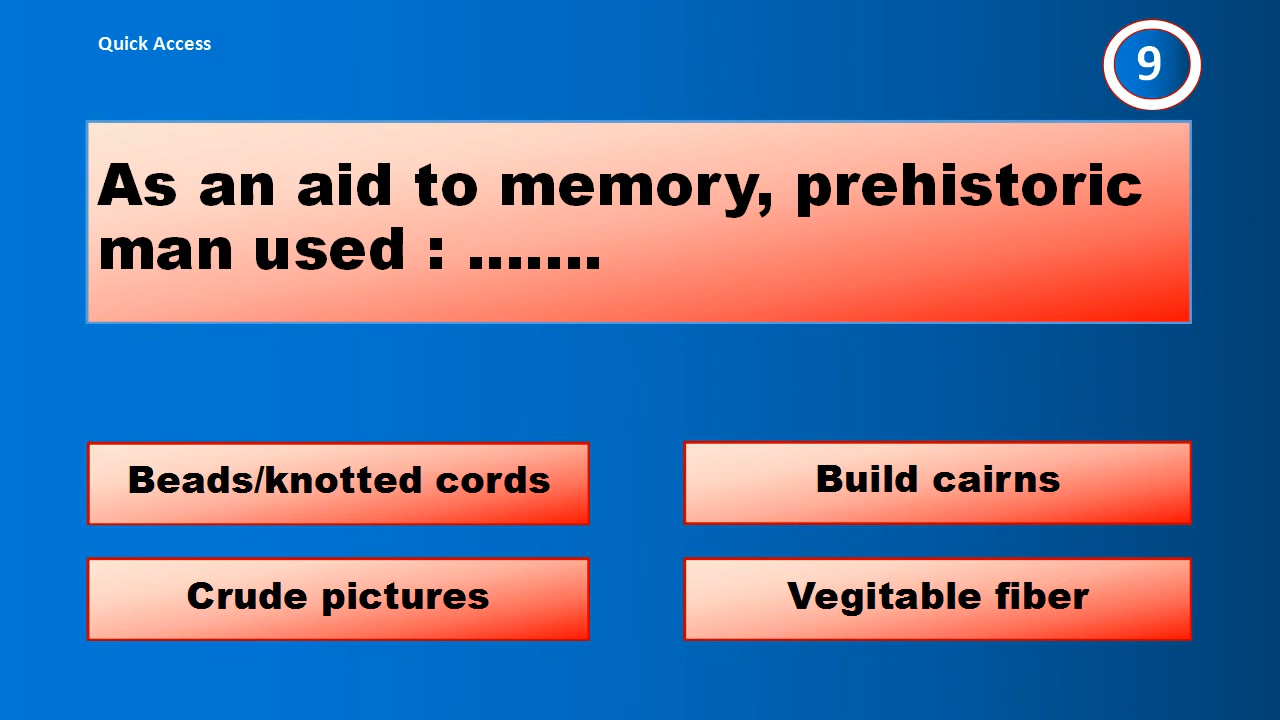 Quick Access
9
As an aid to memory, prehistoric
man used : .......
Beads/knotted cords
Build cairns
Crude pictures
Vegitable fiber